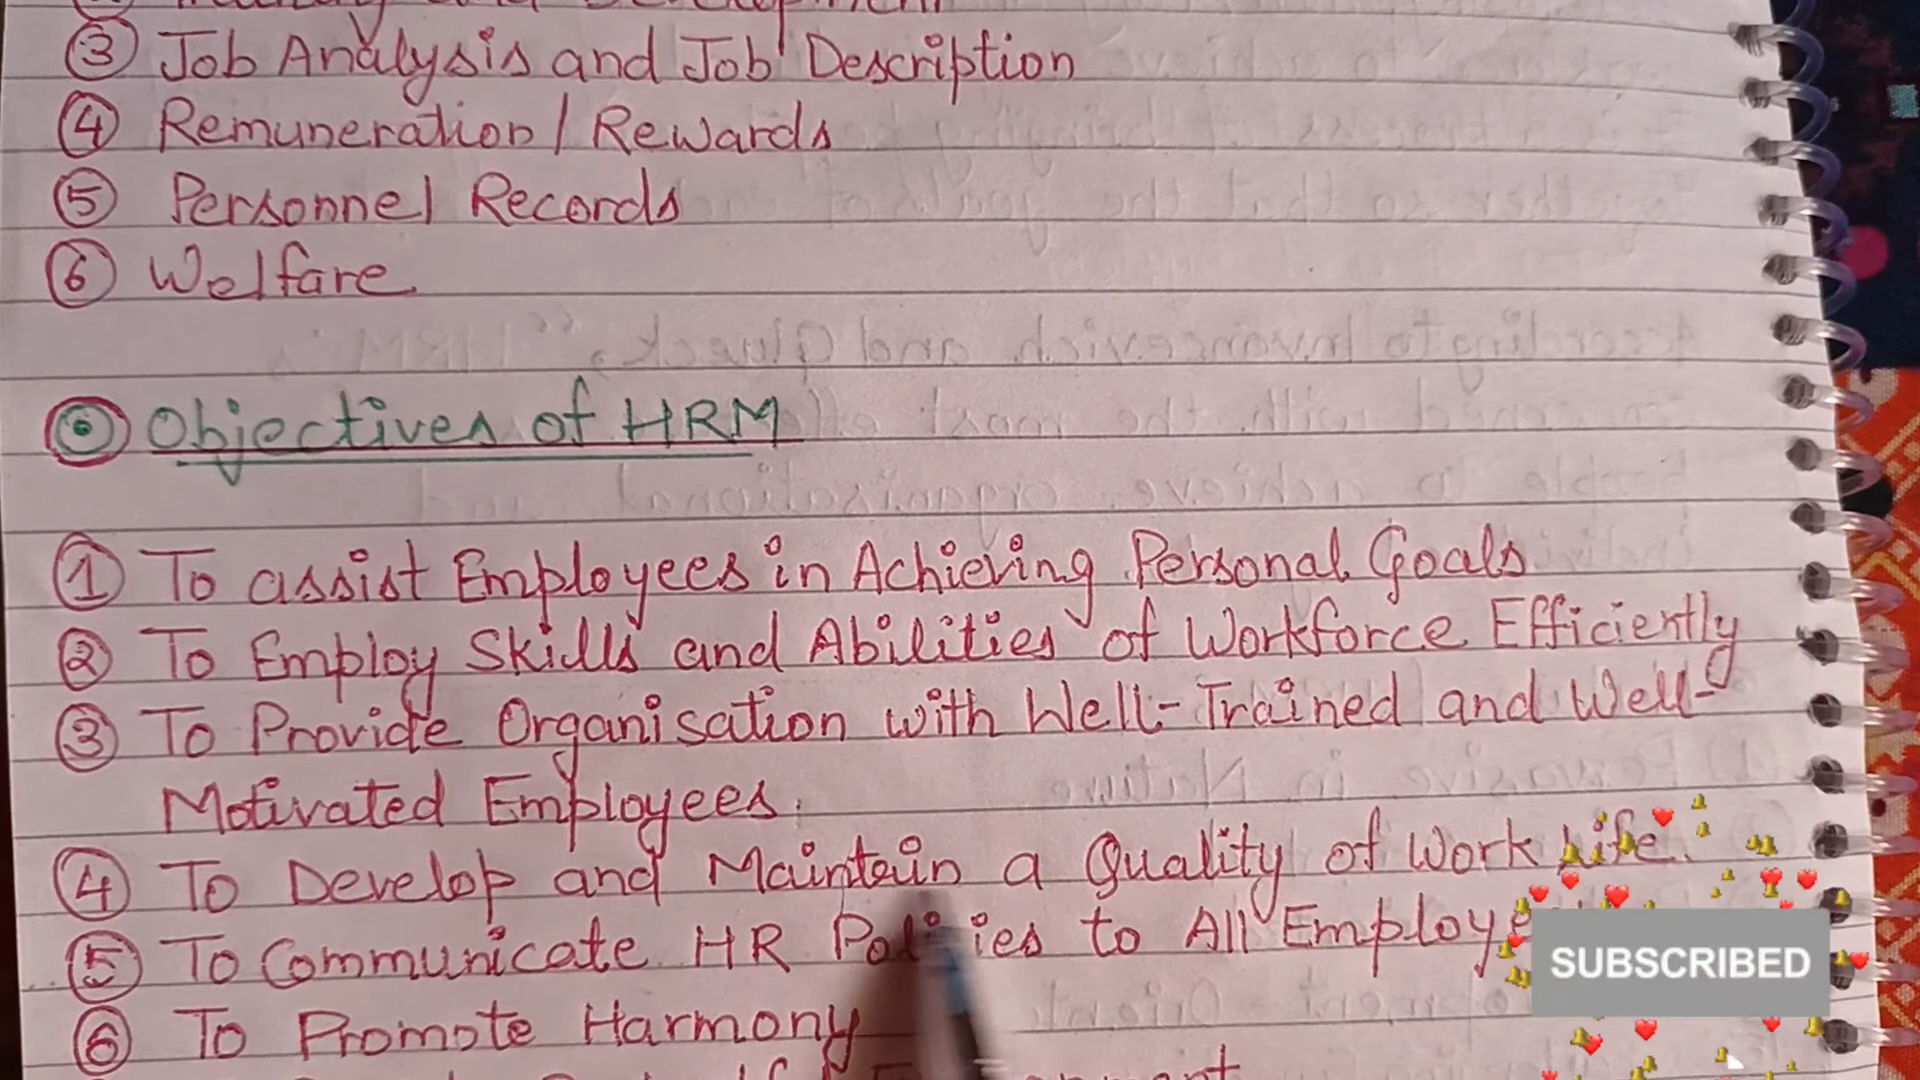 ③ Job Analysis and Job Description
④ Remuneration / Rewards
⑤ Personnel Records
⑥ Welfare
Objectives of HRM
① To assist Employees in Achieving Personal Goals
② To Employ Skills and Abilities of Workforce Efficiently
③ To Provide Organisation with Well-Trained and Well-
Motivated Employees.
④ To Develop and Maintain a Quality of Work Life.
⑤ To Communicate HR Policies to All
SUBSCRIBED
⑥ To Promote Harmony